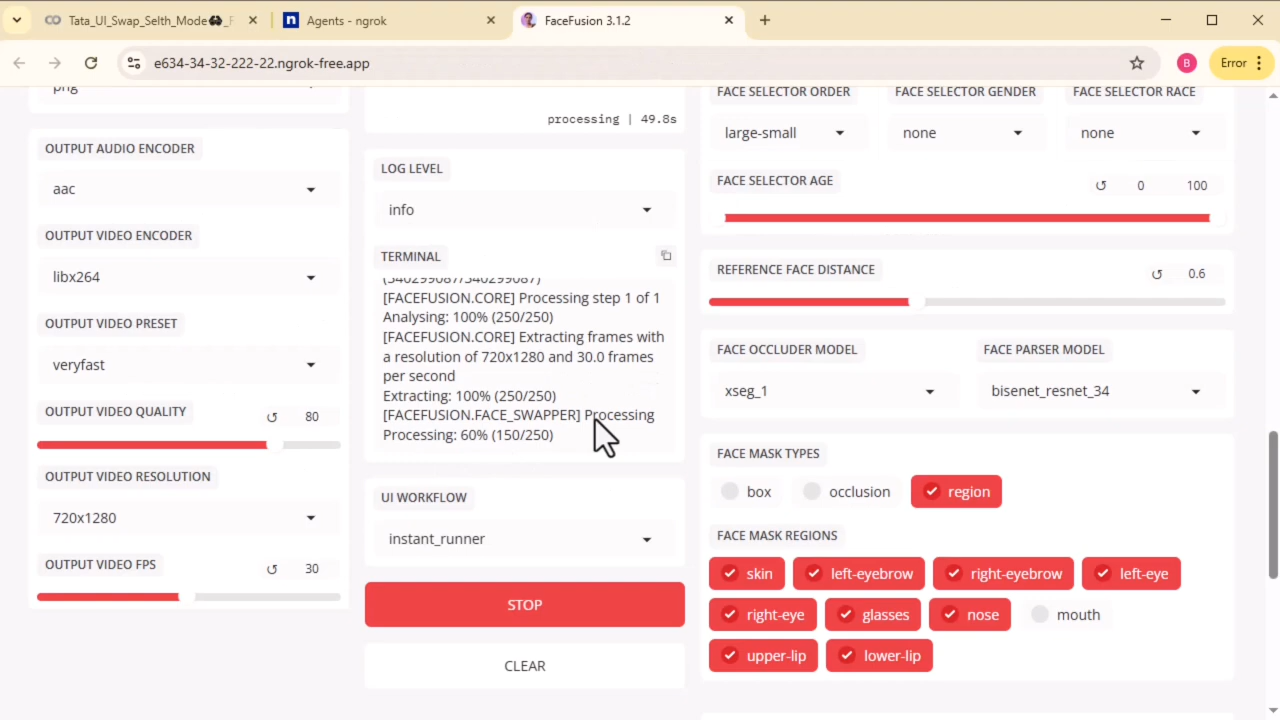 Tata_UI_Swap_Selth_Mode
Agents - ngrok
FaceFusion 3.1.2
e634-34-32-222-22.ngrok-free.app
B
Error
png
OUTPUT AUDIO ENCODER
aac
OUTPUT VIDEO ENCODER
libx264
OUTPUT VIDEO PRESET
veryfast
OUTPUT VIDEO QUALITY
80
OUTPUT VIDEO RESOLUTION
720x1280
OUTPUT VIDEO FPS
30
processing | 49.8s
LOG LEVEL
info
TERMINAL
(540299087/540299087)
[FACEFUSION.CORE] Processing step 1 of 1
Analysing: 100% (250/250)
[FACEFUSION.CORE] Extracting frames with
a resolution of 720x1280 and 30.0 frames
per second
Extracting: 100% (250/250)
[FACEFUSION.FACE_SWAPPER] Processing
Processing: 60% (150/250)
UI WORKFLOW
instant_runner
STOP
CLEAR
FACE SELECTOR ORDER FACE SELECTOR GENDER FACE SELECTOR RACE
large-small none none
FACE SELECTOR AGE
0 100
REFERENCE FACE DISTANCE
0.6
FACE OCCLUDER MODEL FACE PARSER MODEL
xseg_1 bisenet_resnet_34
FACE MASK TYPES
box occlusion region
FACE MASK REGIONS
skin left-eyebrow right-eyebrow left-eye
right-eye glasses nose mouth
upper-lip lower-lip